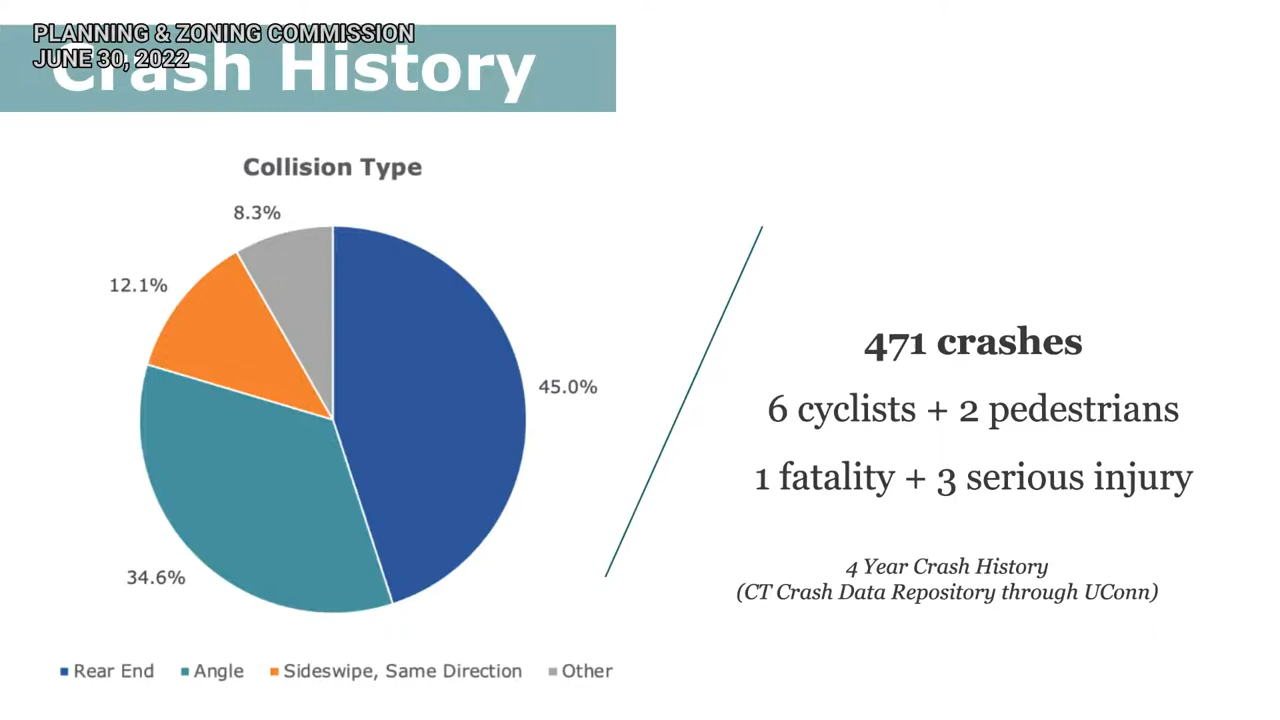 PLANNING & ZONING COMMISSION
JUNE 30, 2022
Crash History
Collision Type
8.3%
12.1%
45.0%
34.6%
Rear End
Angle
Sideswipe, Same Direction
Other
471 crashes
6 cyclists + 2 pedestrians
1 fatality + 3 serious injury
4 Year Crash History
(CT Crash Data Repository through UConn)